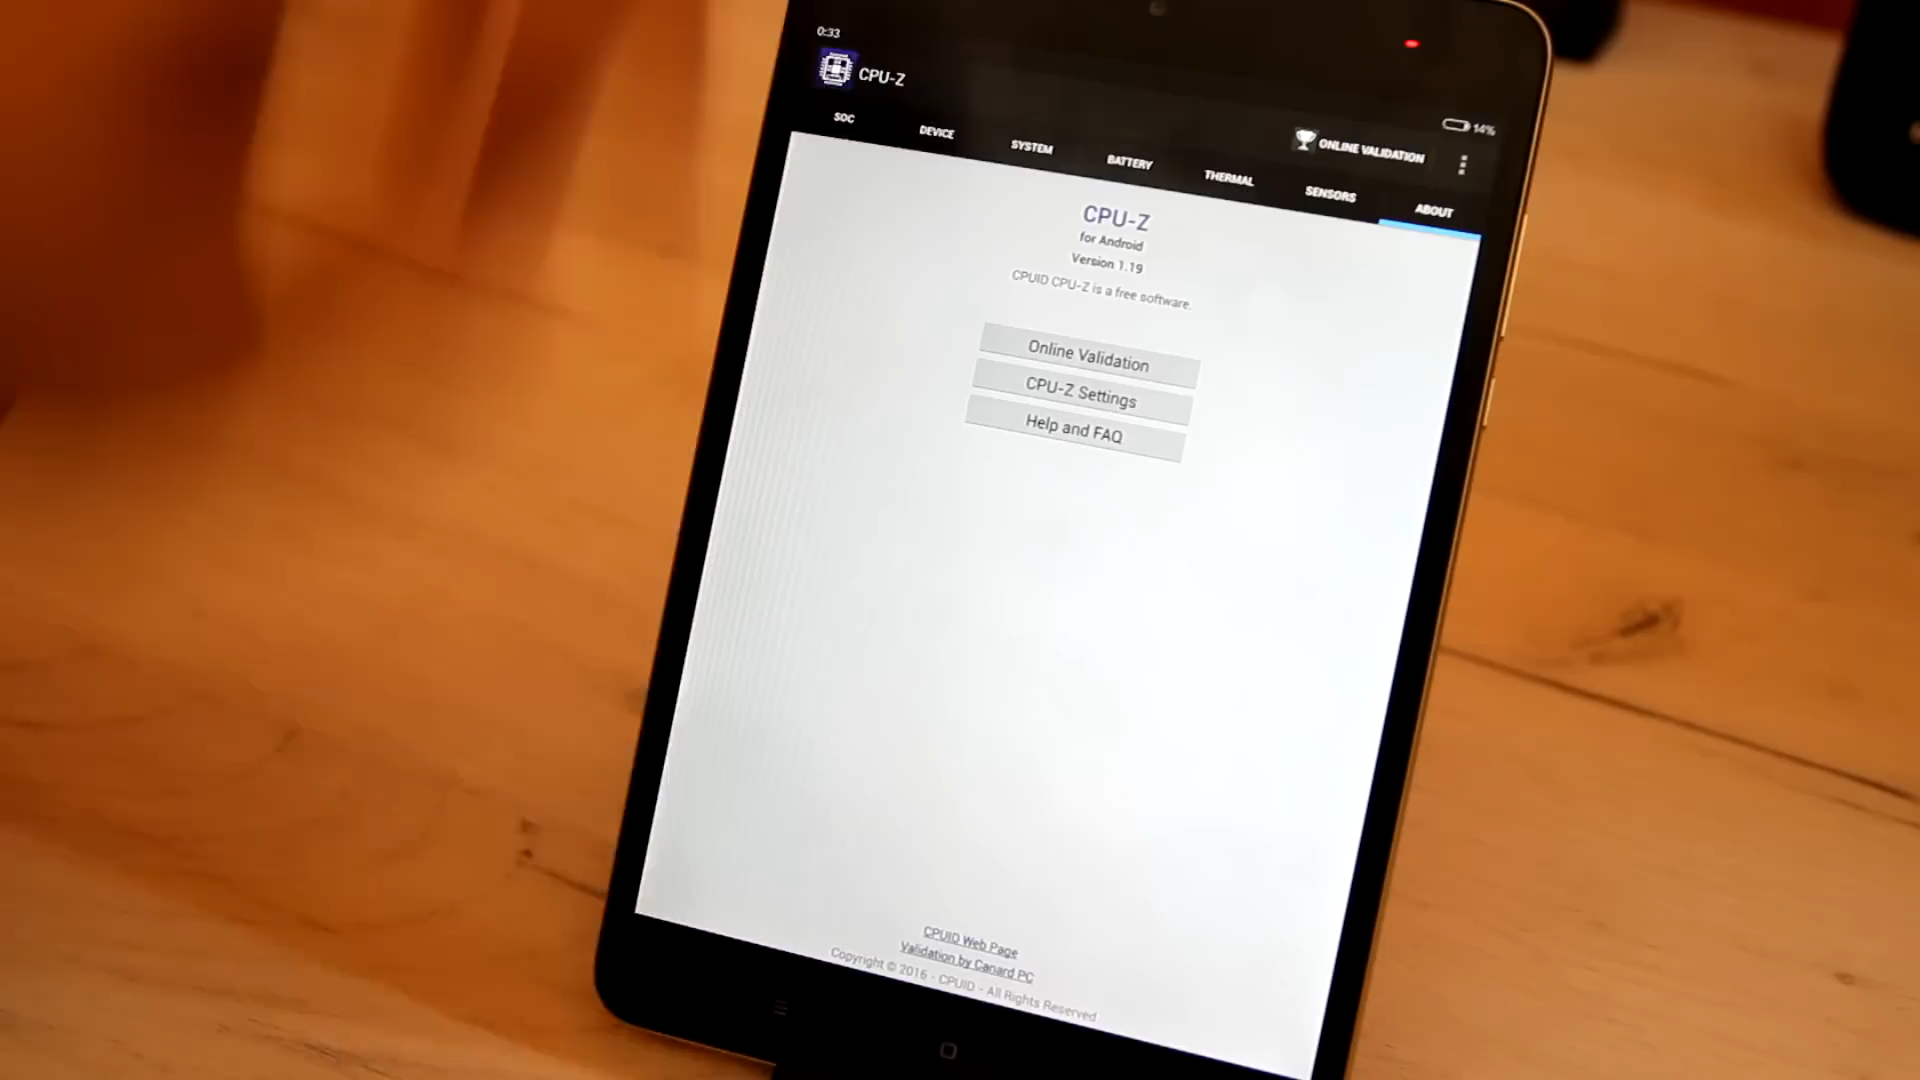 0:33
CPU-Z
14%
ONLINE VALIDATION
SOC
DEVICE
SYSTEM
BATTERY
THERMAL
SENSORS
ABOUT
CPU-Z
for Android
Version 1.19
CPUID CPU-Z is a free software.
Online Validation
CPU-Z Settings
Help and FAQ
CPUID Web Page
Validation by Canard PC
Copyright © 2016 - CPUID - All Rights Reserved